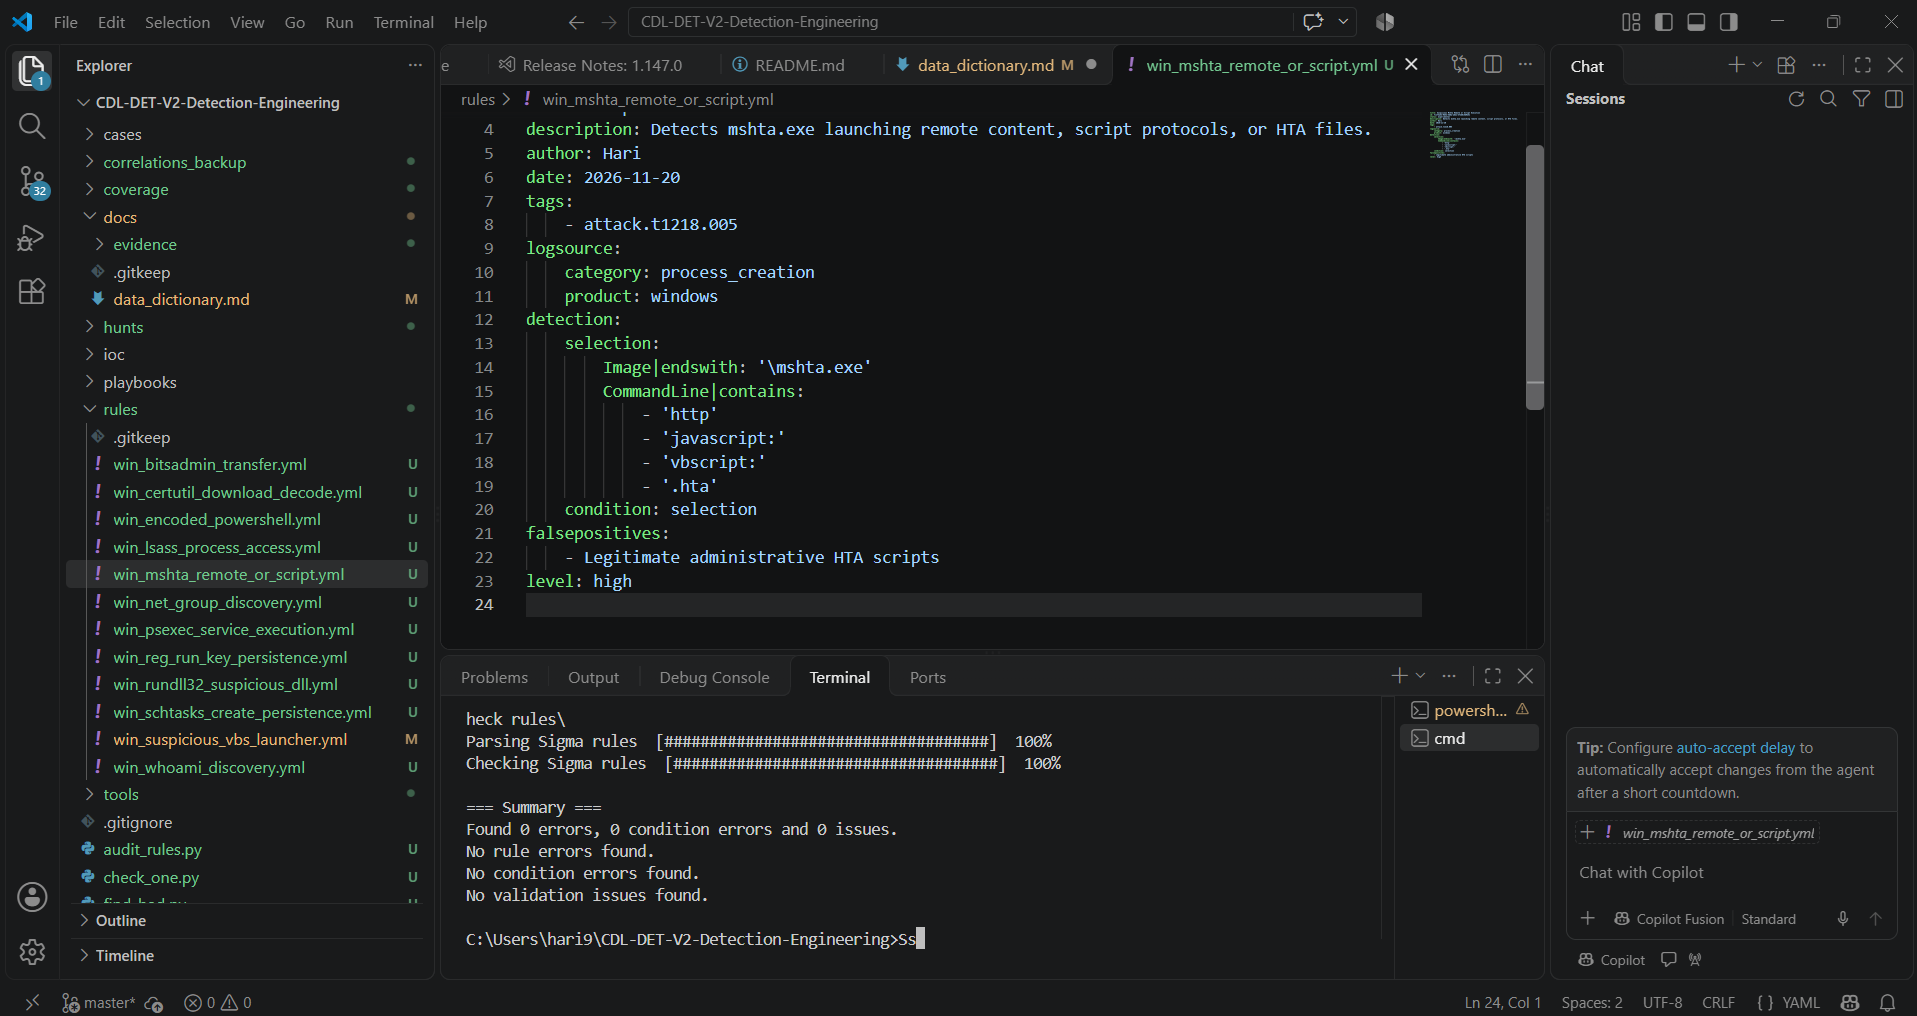 File Edit Selection View Go Run Terminal Help
CDL-DET-V2-Detection-Engineering
Explorer
CDL-DET-V2-Detection-Engineering
cases
correlations_backup
coverage
docs
evidence
.gitkeep
data_dictionary.md M
hunts
ioc
playbooks
rules
.gitkeep
win_bitsadmin_transfer.yml U
win_certutil_download_decode.yml U
win_encoded_powershell.yml U
win_lsass_process_access.yml U
win_mshta_remote_or_script.yml U
win_net_group_discovery.yml U
win_psexec_service_execution.yml U
win_reg_run_key_persistence.yml U
win_rundll32_suspicious_dll.yml U
win_schtasks_create_persistence.yml U
win_suspicious_vbs_launcher.yml M
win_whoami_discovery.yml U
tools
.gitignore
audit_rules.py U
check_one.py U
Outline
Timeline
1
32
e Release Notes: 1.147.0 README.md data_dictionary.md M win_mshta_remote_or_script.yml U
rules > win_mshta_remote_or_script.yml
4 description: Detects mshta.exe launching remote content, script protocols, or HTA files.
5 author: Hari
6 date: 2026-11-20
7 tags:
8 - attack.t1218.005
9 logsource:
10 category: process_creation
11 product: windows
12 detection:
13 selection:
14 Image|endswith: '\mshta.exe'
15 CommandLine|contains:
16 - 'http'
17 - 'javascript:'
18 - 'vbscript:'
19 - '.hta'
20 condition: selection
21 falsepositives:
22 - Legitimate administrative HTA scripts
23 level: high
24
Problems Output Debug Console Terminal Ports
heck rules\
Parsing Sigma rules [####################################] 100%
Checking Sigma rules [####################################] 100%
=== Summary ===
Found 0 errors, 0 condition errors and 0 issues.
No rule errors found.
No condition errors found.
No validation issues found.
C:\Users\hari9\CDL-DET-V2-Detection-Engineering>Ss
powersh...
cmd
Chat
Sessions
Tip: Configure auto-accept delay to
automatically accept changes from the agent
after a short countdown.
win_mshta_remote_or_script.yml
Chat with Copilot
Copilot Fusion Standard
Copilot
master* 0 0
Ln 24, Col 1 Spaces: 2 UTF-8 CRLF {} YAML